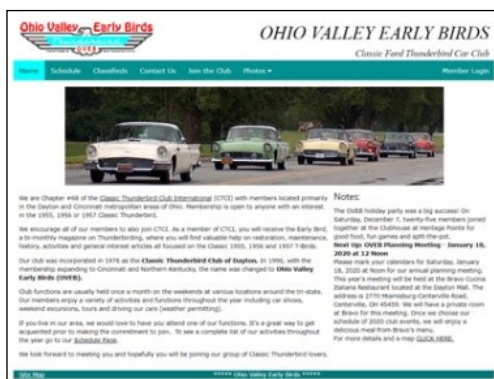 Ohio Valley Early Birds
OVEB
OHIO VALLEY EARLY BIRDS
Classic Ford Thunderbird Car Club
Home Schedule Classifieds Contact Us Join the Club Photos ▾ Member Login
We are Chapter #68 of the Classic Thunderbird Club International (CTCI) with members located primarily
in the Dayton and Cincinnati metropolitan areas of Ohio. Membership is open to anyone with an interest
in the 1955, 1956 or 1957 Classic Thunderbird.
We encourage all of our members to also join CTCI. As a member of CTCI, you will receive the Early Bird,
a bi-monthly magazine on Thunderbirding, where you will find valuable help on restoration, maintenance,
history, activities and general interest articles all focused on the Classic 1955, 1956 and 1957 T-Birds.
Our club was incorporated in 1976 as the Classic Thunderbird Club of Dayton. In 1996, with the
membership expanding to Cincinnati and Northern Kentucky, the name was changed to Ohio Valley
Early Birds (OVEB).
Club functions are usually held once a month on the weekends at various locations around the tri-state.
Our members enjoy a variety of activities and functions throughout the year including car shows,
weekend excursions, tours and driving our cars (weather permitting).
If you live in our area, we would love to have you attend one of our functions. It's a great way to get
acquainted prior to making the commitment to join. To see a complete list of our activities throughout
the year go to our Schedule Page.
We look forward to meeting you and hopefully you will be joining our group of Classic Thunderbird lovers.
Notes:
The OVEB holiday party was a big success! On
Saturday, December 7, twenty-five members joined
together at the Clubhouse at Heritage Pointe for
good food, fun games and split-the-pot.
Next Up: OVEB Planning Meeting - January 18,
2020 at 12 Noon
Please mark your calendars for Saturday, January
18, 2020 at Noon for our annual planning meeting.
This year's meeting will be held at the Bravo Cucina
Italiana Restaurant located at the Dayton Mall. The
address is 2770 Miamisburg-Centerville Road,
Centerville, OH 45459. We will have a private room
at Bravo for this meeting. Once we choose our
schedule of 2020 club events, we will enjoy a
delicious meal from Bravo's menu.
For more details and a map CLICK HERE.
Site Map ***** Ohio Valley Early Birds *****